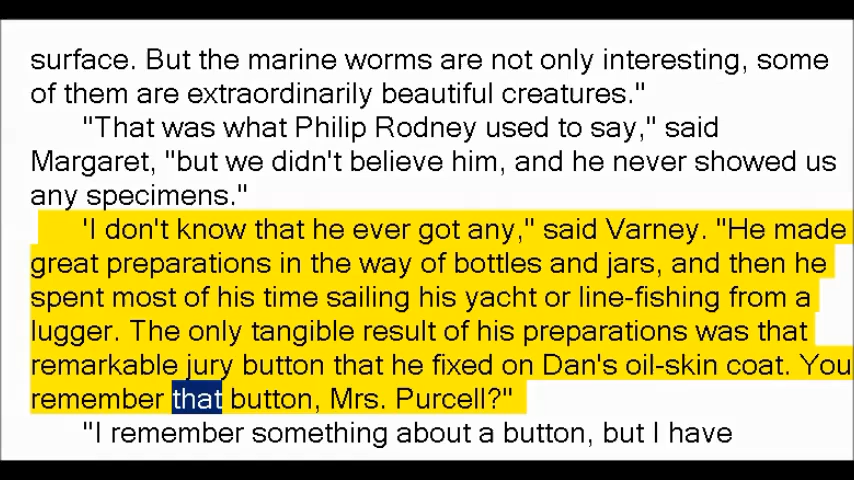 surface. But the marine worms are not only interesting, some
of them are extraordinarily beautiful creatures."
"That was what Philip Rodney used to say," said
Margaret, "but we didn't believe him, and he never showed us
any specimens."
'I don't know that he ever got any," said Varney. "He made
great preparations in the way of bottles and jars, and then he
spent most of his time sailing his yacht or line-fishing from a
lugger. The only tangible result of his preparations was that
remarkable jury button that he fixed on Dan's oil-skin coat. You
remember that button, Mrs. Purcell?"
"I remember something about a button, but I have